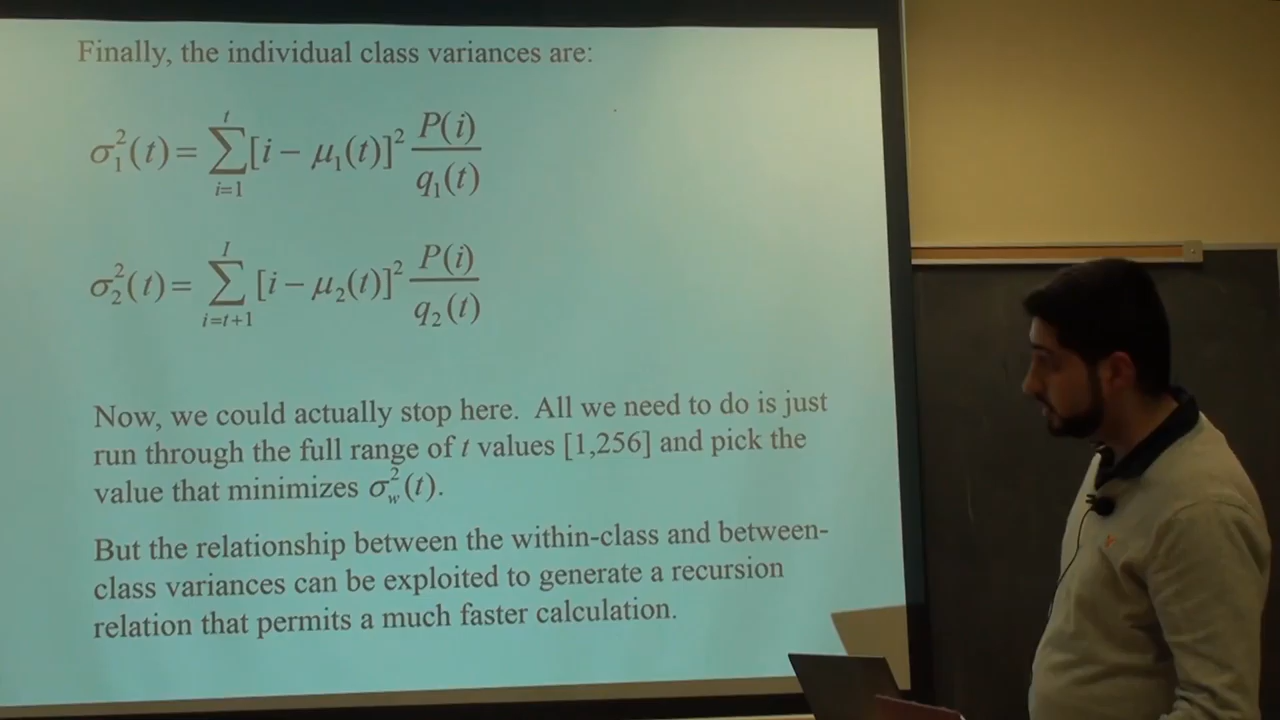 Finally, the individual class variances are:
σ₁²(t) = ∑_{i=1}^{t} [i − μ₁(t)]² P(i)/q₁(t)
σ₂²(t) = ∑_{i=t+1}^{I} [i − μ₂(t)]² P(i)/q₂(t)
Now, we could actually stop here. All we need to do is just
run through the full range of t values [1,256] and pick the
value that minimizes σ_w²(t).
But the relationship between the within-class and between-
class variances can be exploited to generate a recursion
relation that permits a much faster calculation.